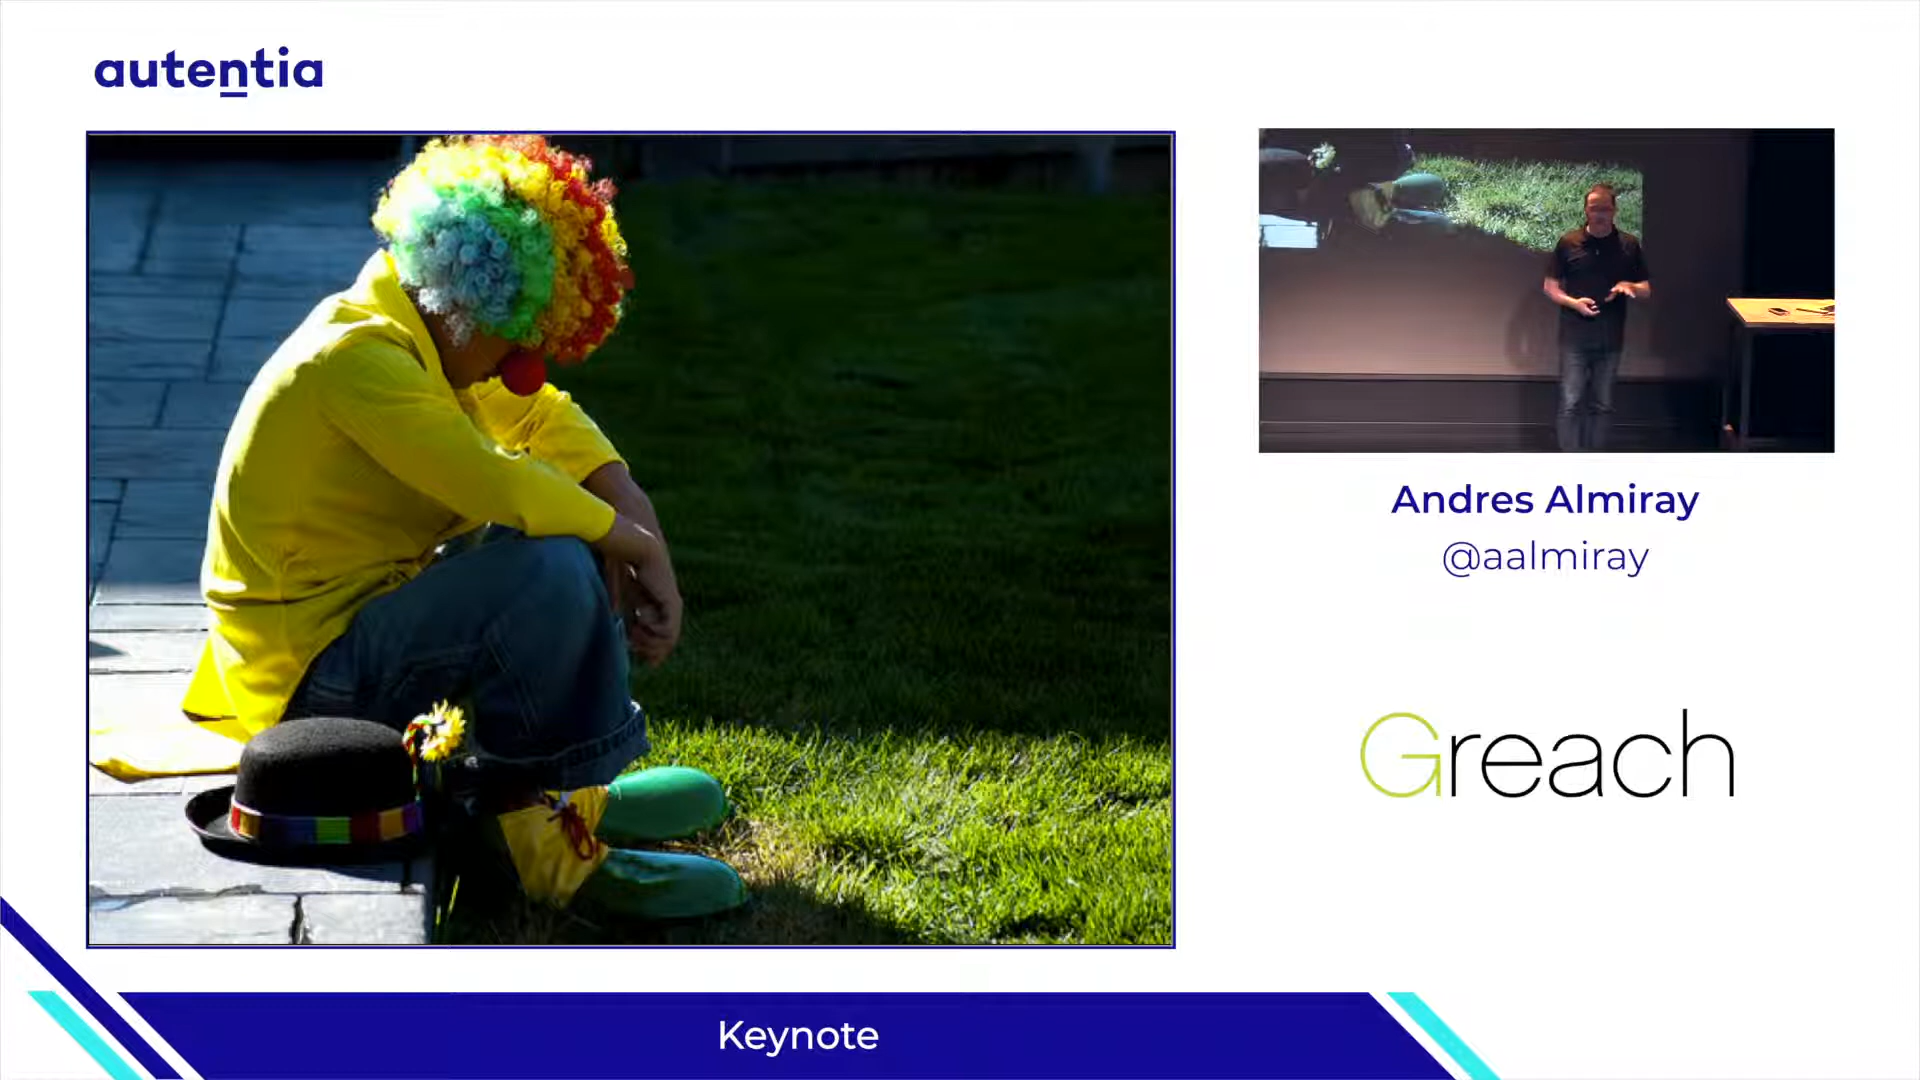 autentia
Andres Almiray
@aalmiray
Greach
Keynote